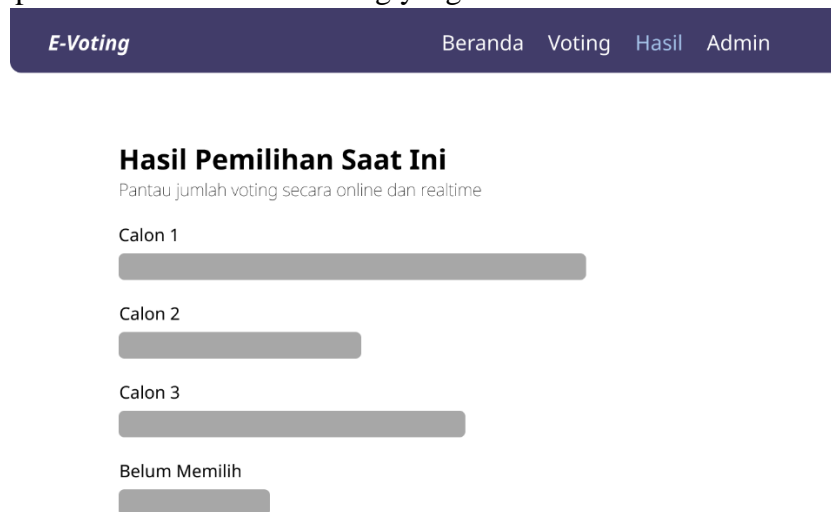 E-Voting Beranda Voting Hasil Admin
Hasil Pemilihan Saat Ini
Pantau jumlah voting secara online dan realtime
Calon 1
Calon 2
Calon 3
Belum Memilih